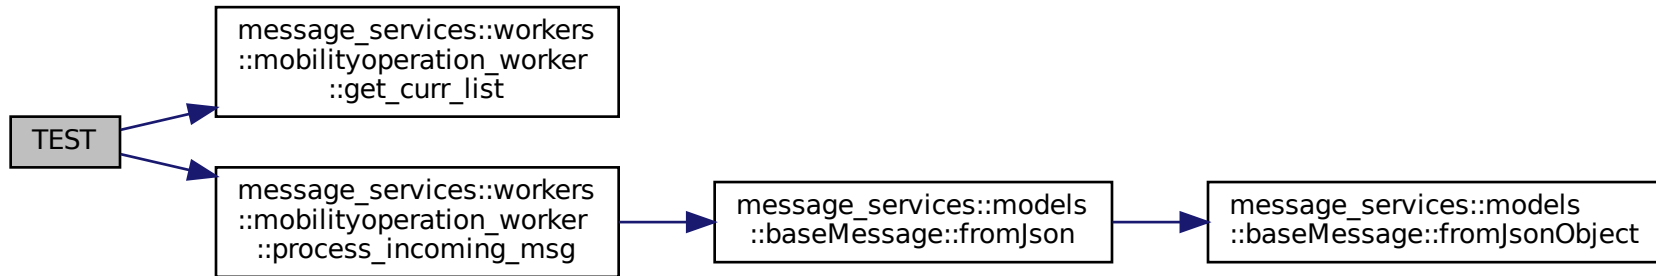 message_services::workers
::mobilityoperation_worker
::get_curr_list
TEST
message_services::workers
::mobilityoperation_worker
::process_incoming_msg
message_services::models
::baseMessage::fromJson
message_services::models
::baseMessage::fromJsonObject